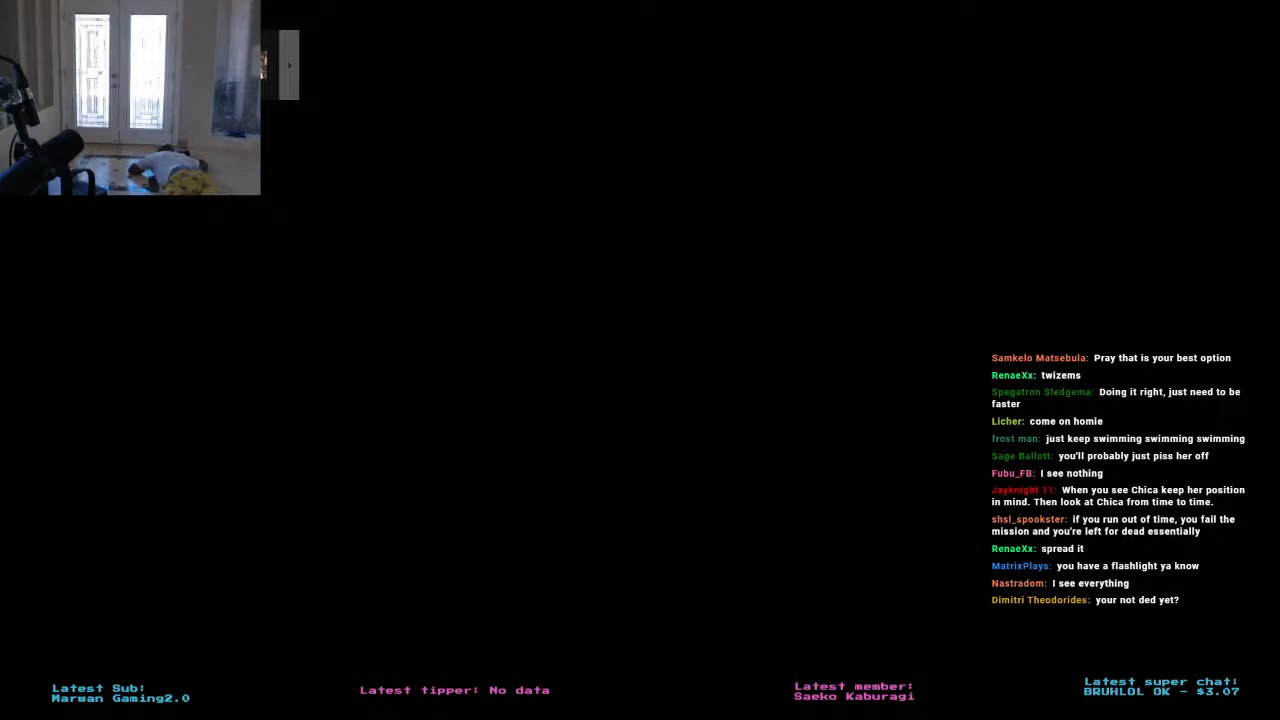 Samkelo Matsebula: Pray that is your best option
RenaeXx: twizems
Spegatron Sledgema: Doing it right, just need to be
faster
Licher: come on homie
frost man: just keep swimming swimming swimming
Sage Ballott: you'll probably just piss her off
Fubu_FB: I see nothing
Jayknight 11: When you see Chica keep her position
in mind. Then look at Chica from time to time.
shsl_spookster: if you run out of time, you fail the
mission and you're left for dead essentially
RenaeXx: spread it
MatrixPlays: you have a flashlight ya know
Nastradom: I see everything
Dimitri Theodorides: your not ded yet?
Latest Sub:
Marwan Gaming2.0
Latest tipper: No data
Latest member:
Saeko Kaburagi
Latest super chat:
BRUHLOL OK - $3.07